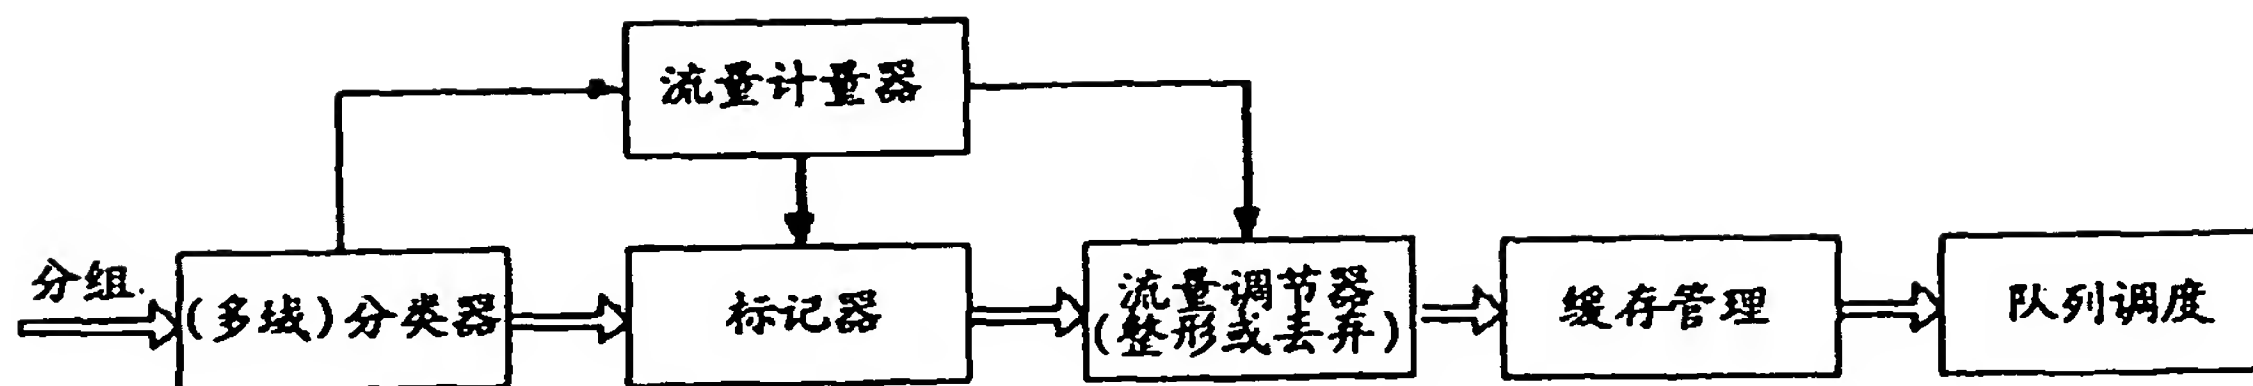 流量计量器
分组.
(多域)分类器
标记器
流量调节器
(整形或丢弃)
缓存管理
队列调度